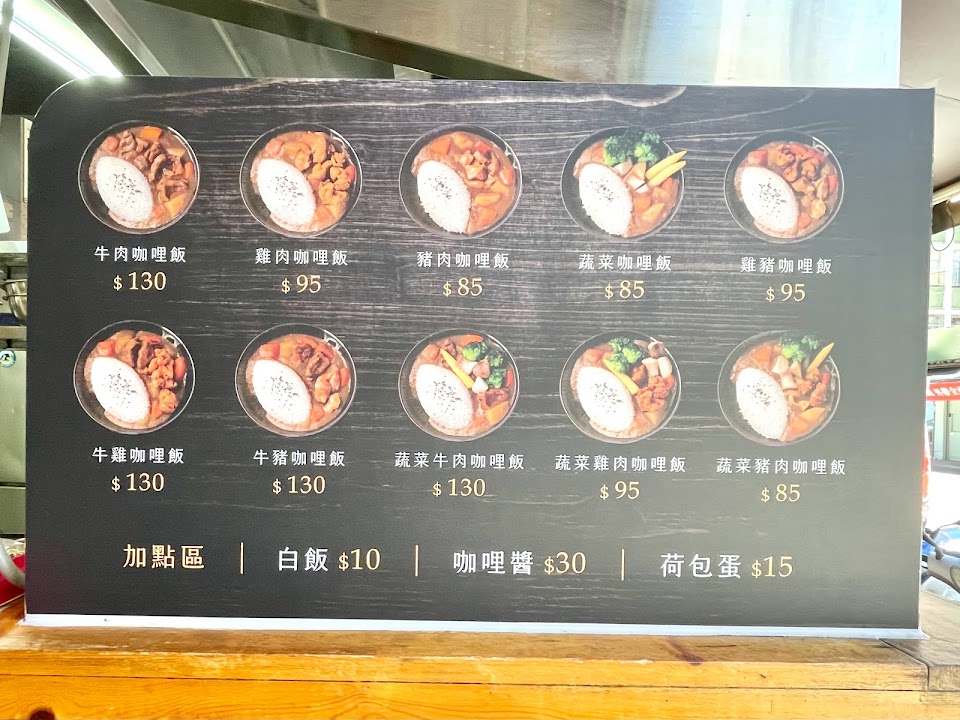 牛肉咖哩飯
$130
雞肉咖哩飯
$95
豬肉咖哩飯
$85
蔬菜咖哩飯
$85
雞豬咖哩飯
$95
牛雞咖哩飯
$130
牛豬咖哩飯
$130
蔬菜牛肉咖哩飯
$130
蔬菜雞肉咖哩飯
$95
蔬菜豬肉咖哩飯
$85
加點區 | 白飯 $10 | 咖哩醬 $30 | 荷包蛋 $15